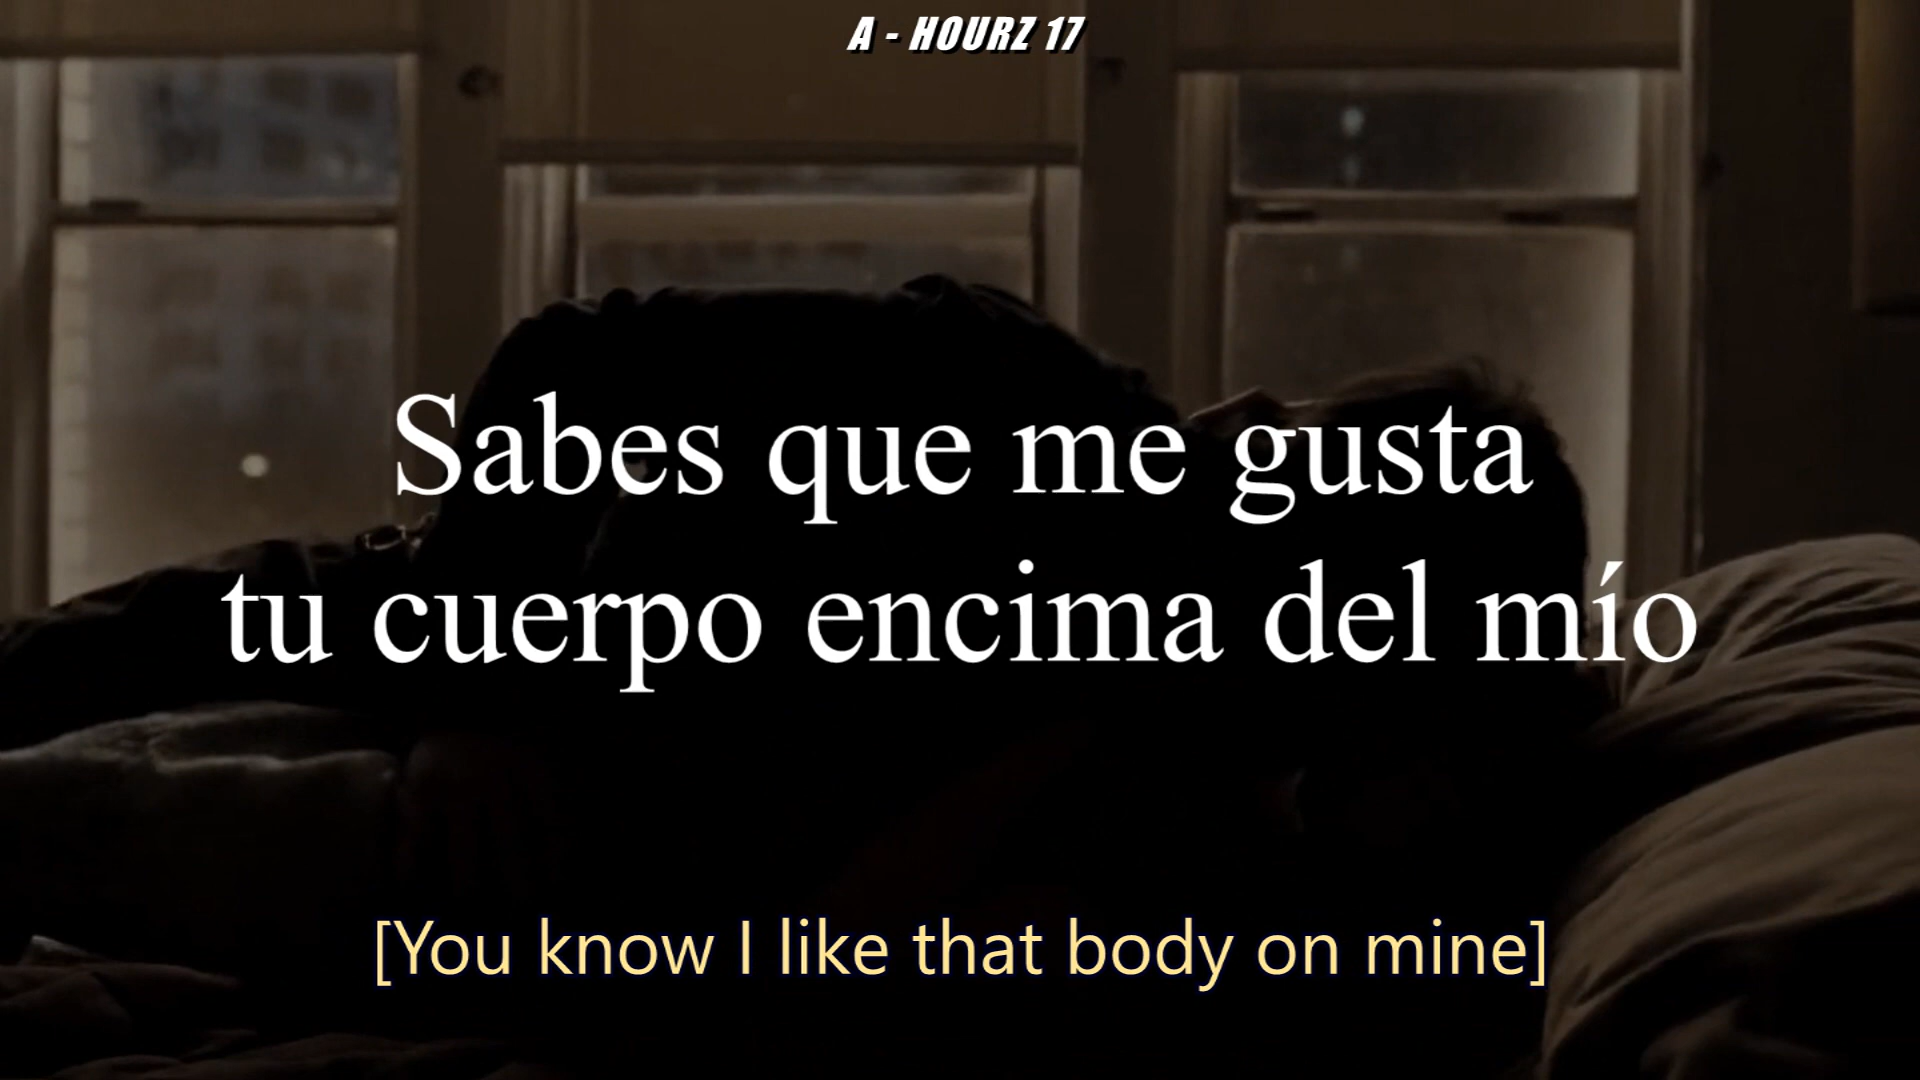 A - HOURZ 17
Sabes que me gusta
tu cuerpo encima del mío
[You know I like that body on mine]